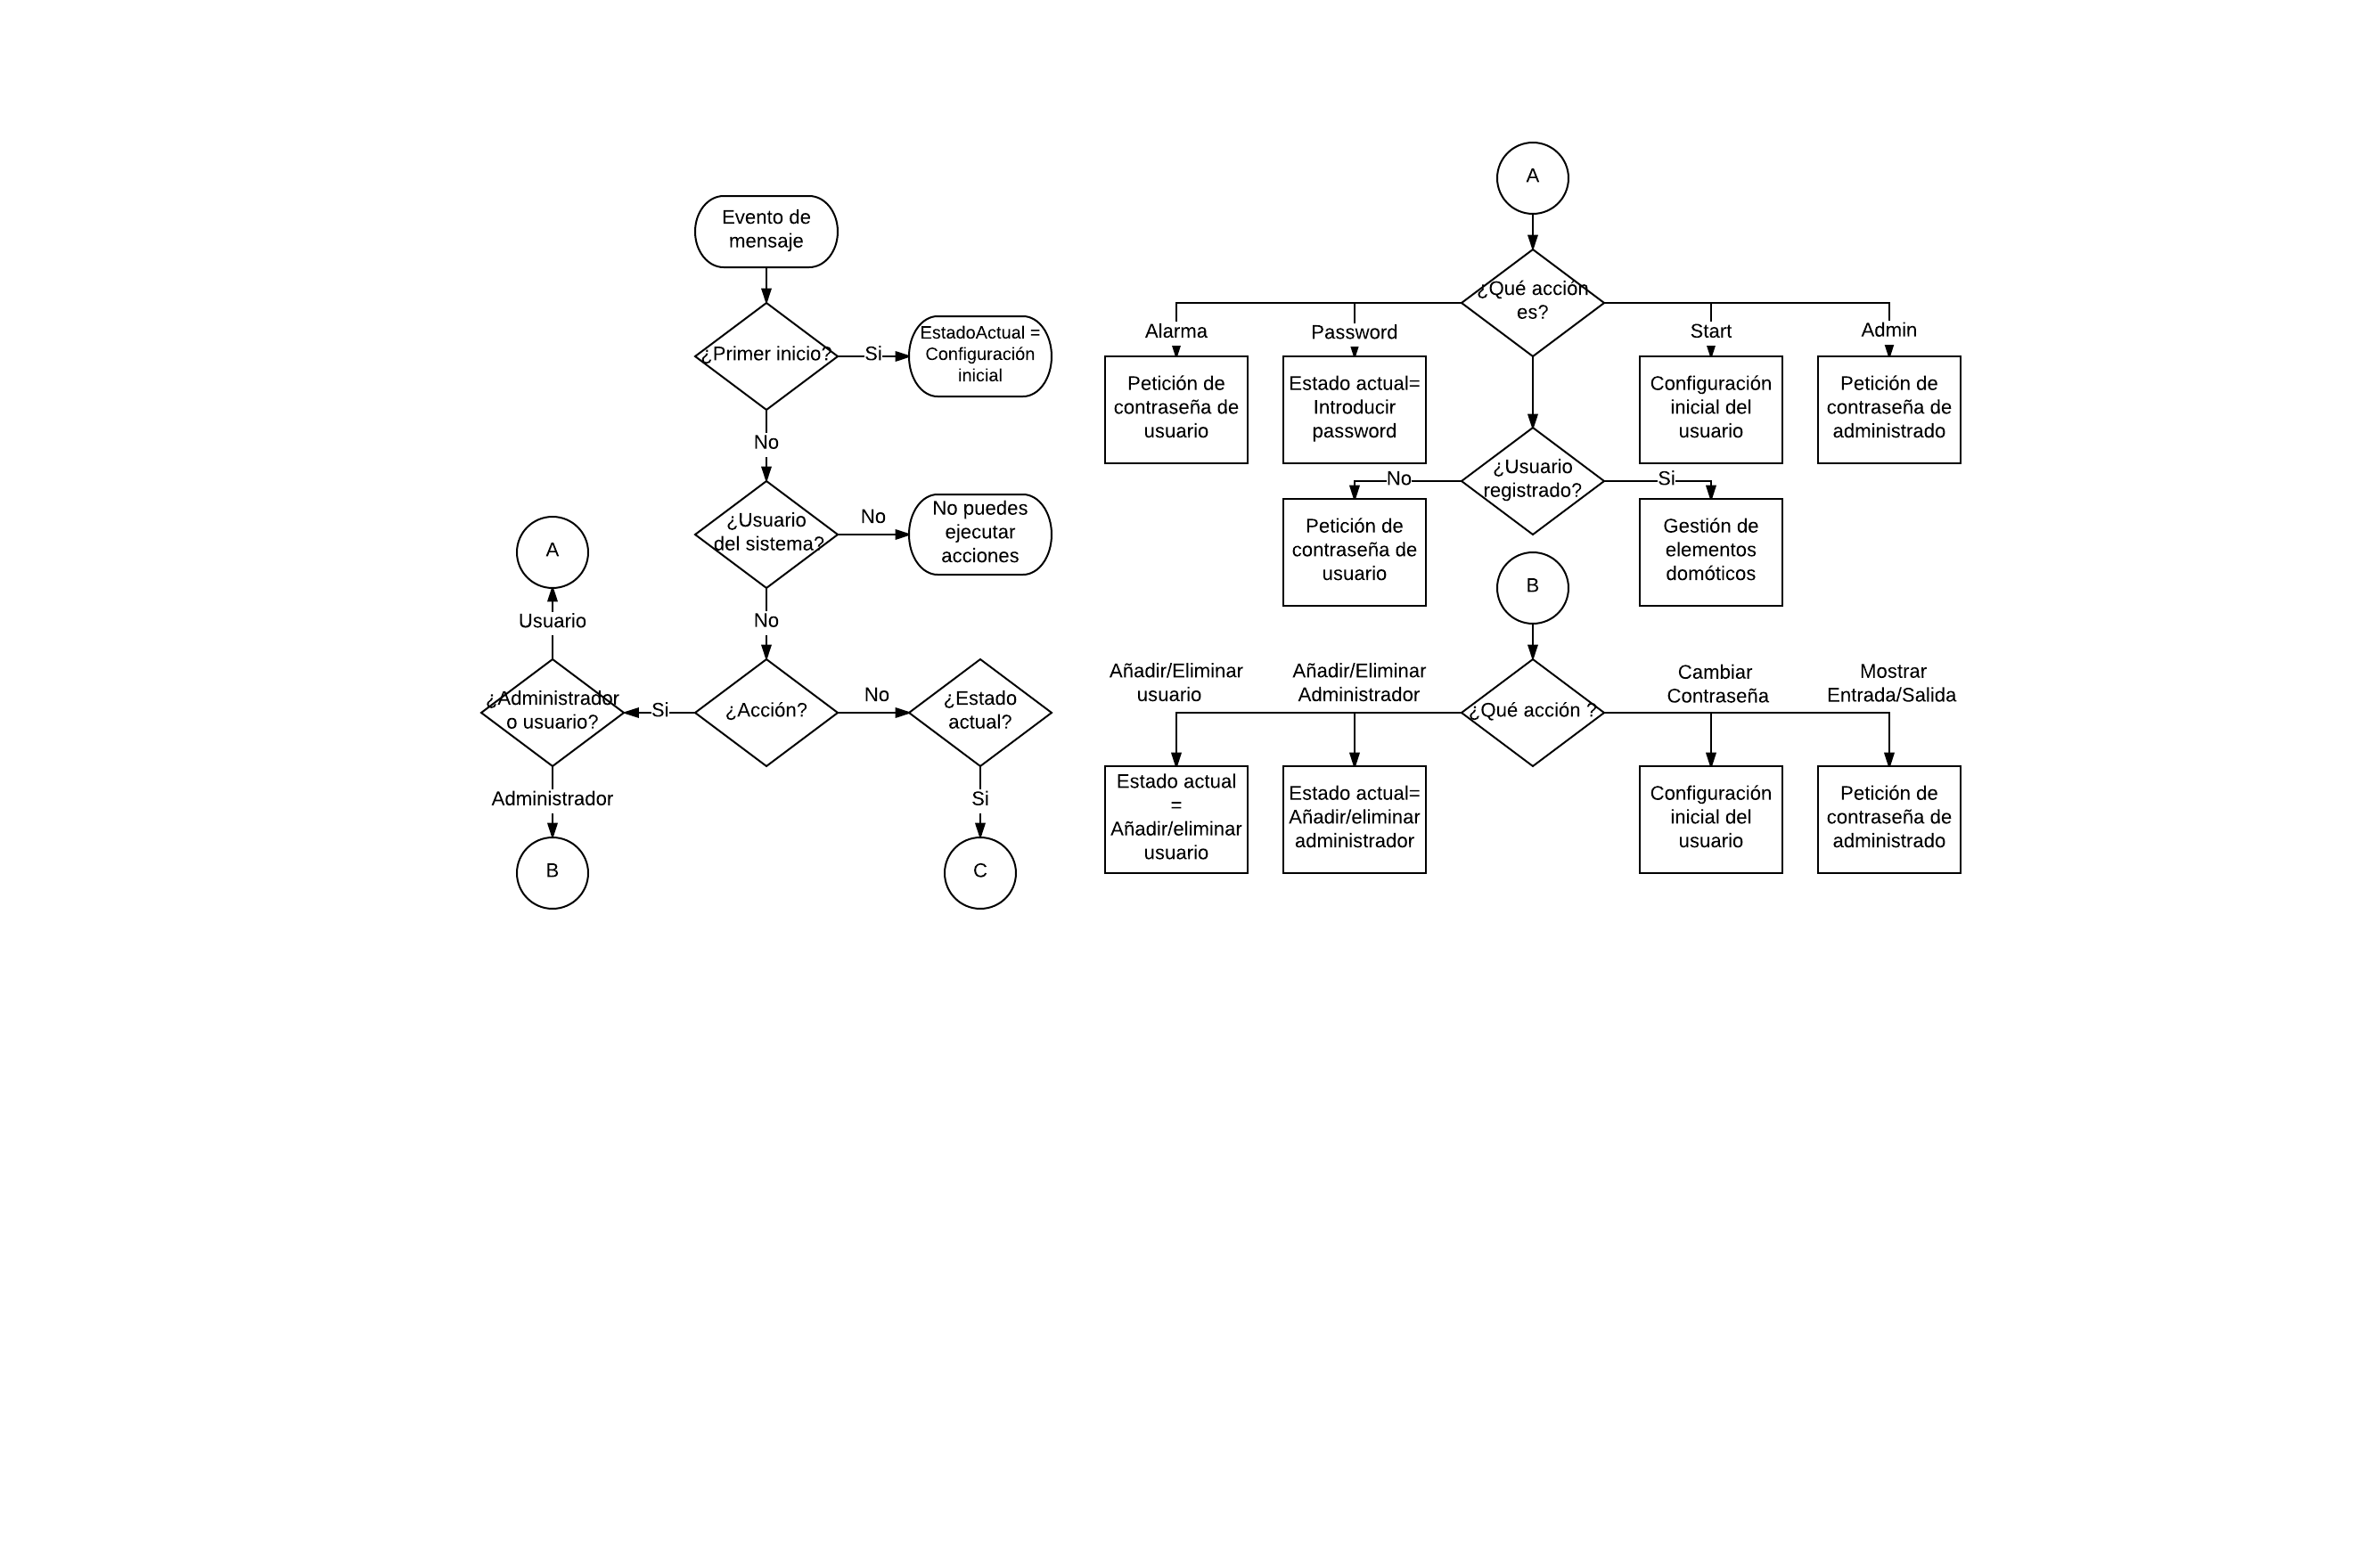 Evento de
mensaje
¿Primer inicio?
Si
EstadoActual =
Configuración
inicial
No
¿Usuario
del sistema?
No
No puedes
ejecutar
acciones
A
Usuario
No
¿Administrador
o usuario?
Si
¿Acción?
No
¿Estado
actual?
Administrador
Si
B
C
A
¿Qué acción
es?
Alarma
Password
Start
Admin
Petición de
contraseña de
usuario
Estado actual=
Introducir
password
Configuración
inicial del
usuario
Petición de
contraseña de
administrado
¿Usuario
registrado?
No
Si
Petición de
contraseña de
usuario
Gestión de
elementos
domóticos
B
Añadir/Eliminar
usuario
Añadir/Eliminar
Administrador
Cambiar
Contraseña
Mostrar
Entrada/Salida
¿Qué acción ?
Estado actual
=
Añadir/eliminar
usuario
Estado actual=
Añadir/eliminar
administrador
Configuración
inicial del
usuario
Petición de
contraseña de
administrado